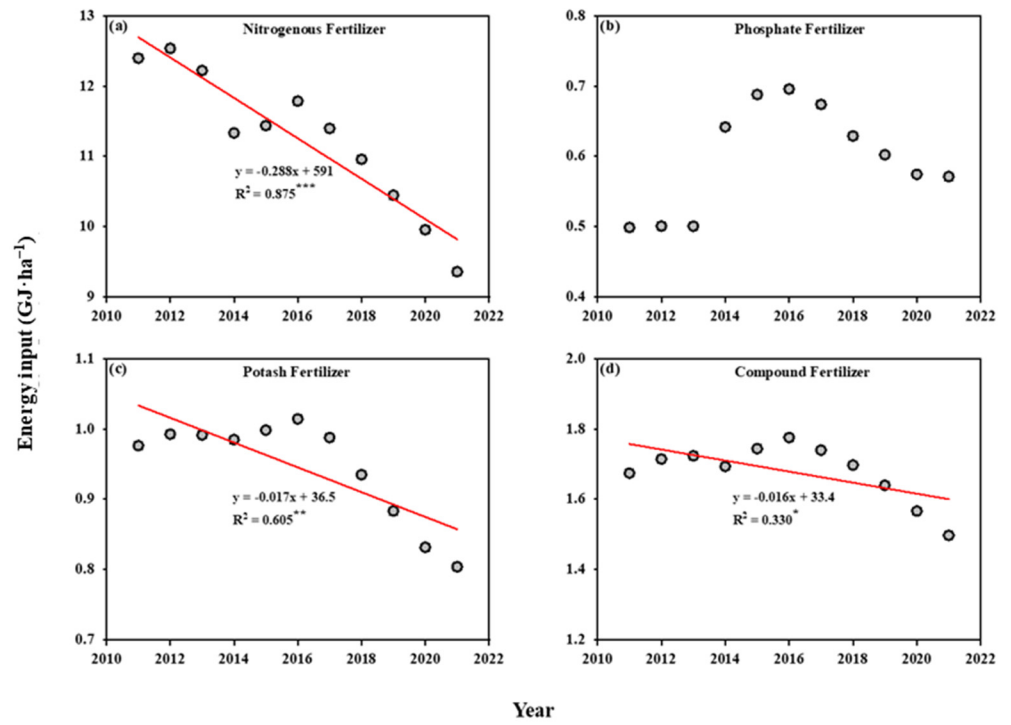 Energy input (GJ·ha⁻¹)
(a)
Nitrogenous Fertilizer
13
12
11
10
9
y = -0.288x + 591
R² = 0.875***
2010 2012 2014 2016 2018 2020 2022
(b)
Phosphate Fertilizer
0.8
0.7
0.6
0.5
0.4
2010 2012 2014 2016 2018 2020 2022
(c)
Potash Fertilizer
1.1
1.0
0.9
0.8
0.7
y = -0.017x + 36.5
R² = 0.605**
2010 2012 2014 2016 2018 2020 2022
(d)
Compound Fertilizer
2.0
1.8
1.6
1.4
1.2
y = -0.016x + 33.4
R² = 0.330*
2010 2012 2014 2016 2018 2020 2022
Year